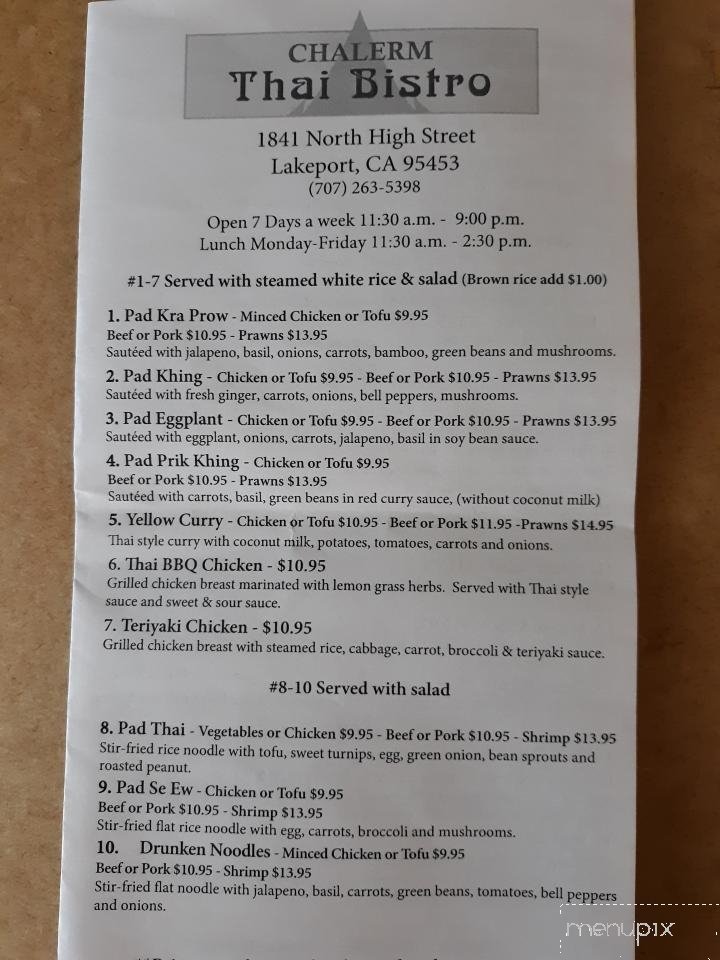 CHALERM
Thai Bistro
1841 North High Street
Lakeport, CA 95453
(707) 263-5398
Open 7 Days a week 11:30 a.m. - 9:00 p.m.
Lunch Monday-Friday 11:30 a.m. - 2:30 p.m.
#1-7 Served with steamed white rice & salad (Brown rice add $1.00)
1. Pad Kra Prow - Minced Chicken or Tofu $9.95
Beef or Pork $10.95 - Prawns $13.95
Sautéed with jalapeno, basil, onions, carrots, bamboo, green beans and mushrooms.
2. Pad Khing - Chicken or Tofu $9.95 - Beef or Pork $10.95 - Prawns $13.95
Sautéed with fresh ginger, carrots, onions, bell peppers, mushrooms.
3. Pad Eggplant - Chicken or Tofu $9.95 - Beef or Pork $10.95 - Prawns $13.95
Sautéed with eggplant, onions, carrots, jalapeno, basil in soy bean sauce.
4. Pad Prik Khing - Chicken or Tofu $9.95
Beef or Pork $10.95 - Prawns $13.95
Sautéed with carrots, basil, green beans in red curry sauce, (without coconut milk)
5. Yellow Curry - Chicken or Tofu $10.95 - Beef or Pork $11.95 -Prawns $14.95
Thai style curry with coconut milk, potatoes, tomatoes, carrots and onions.
6. Thai BBQ Chicken - $10.95
Grilled chicken breast marinated with lemon grass herbs. Served with Thai style
sauce and sweet & sour sauce.
7. Teriyaki Chicken - $10.95
Grilled chicken breast with steamed rice, cabbage, carrot, broccoli & teriyaki sauce.
#8-10 Served with salad
8. Pad Thai - Vegetables or Chicken $9.95 - Beef or Pork $10.95 - Shrimp $13.95
Stir-fried rice noodle with tofu, sweet turnips, egg, green onion, bean sprouts and
roasted peanut.
9. Pad Se Ew - Chicken or Tofu $9.95
Beef or Pork $10.95 - Shrimp $13.95
Stir-fried flat rice noodle with egg, carrots, broccoli and mushrooms.
10. Drunken Noodles - Minced Chicken or Tofu $9.95
Beef or Pork $10.95 - Shrimp $13.95
Stir-fried flat noodle with jalapeno, basil, carrots, green beans, tomatoes, bell peppers
and onions.
menupix